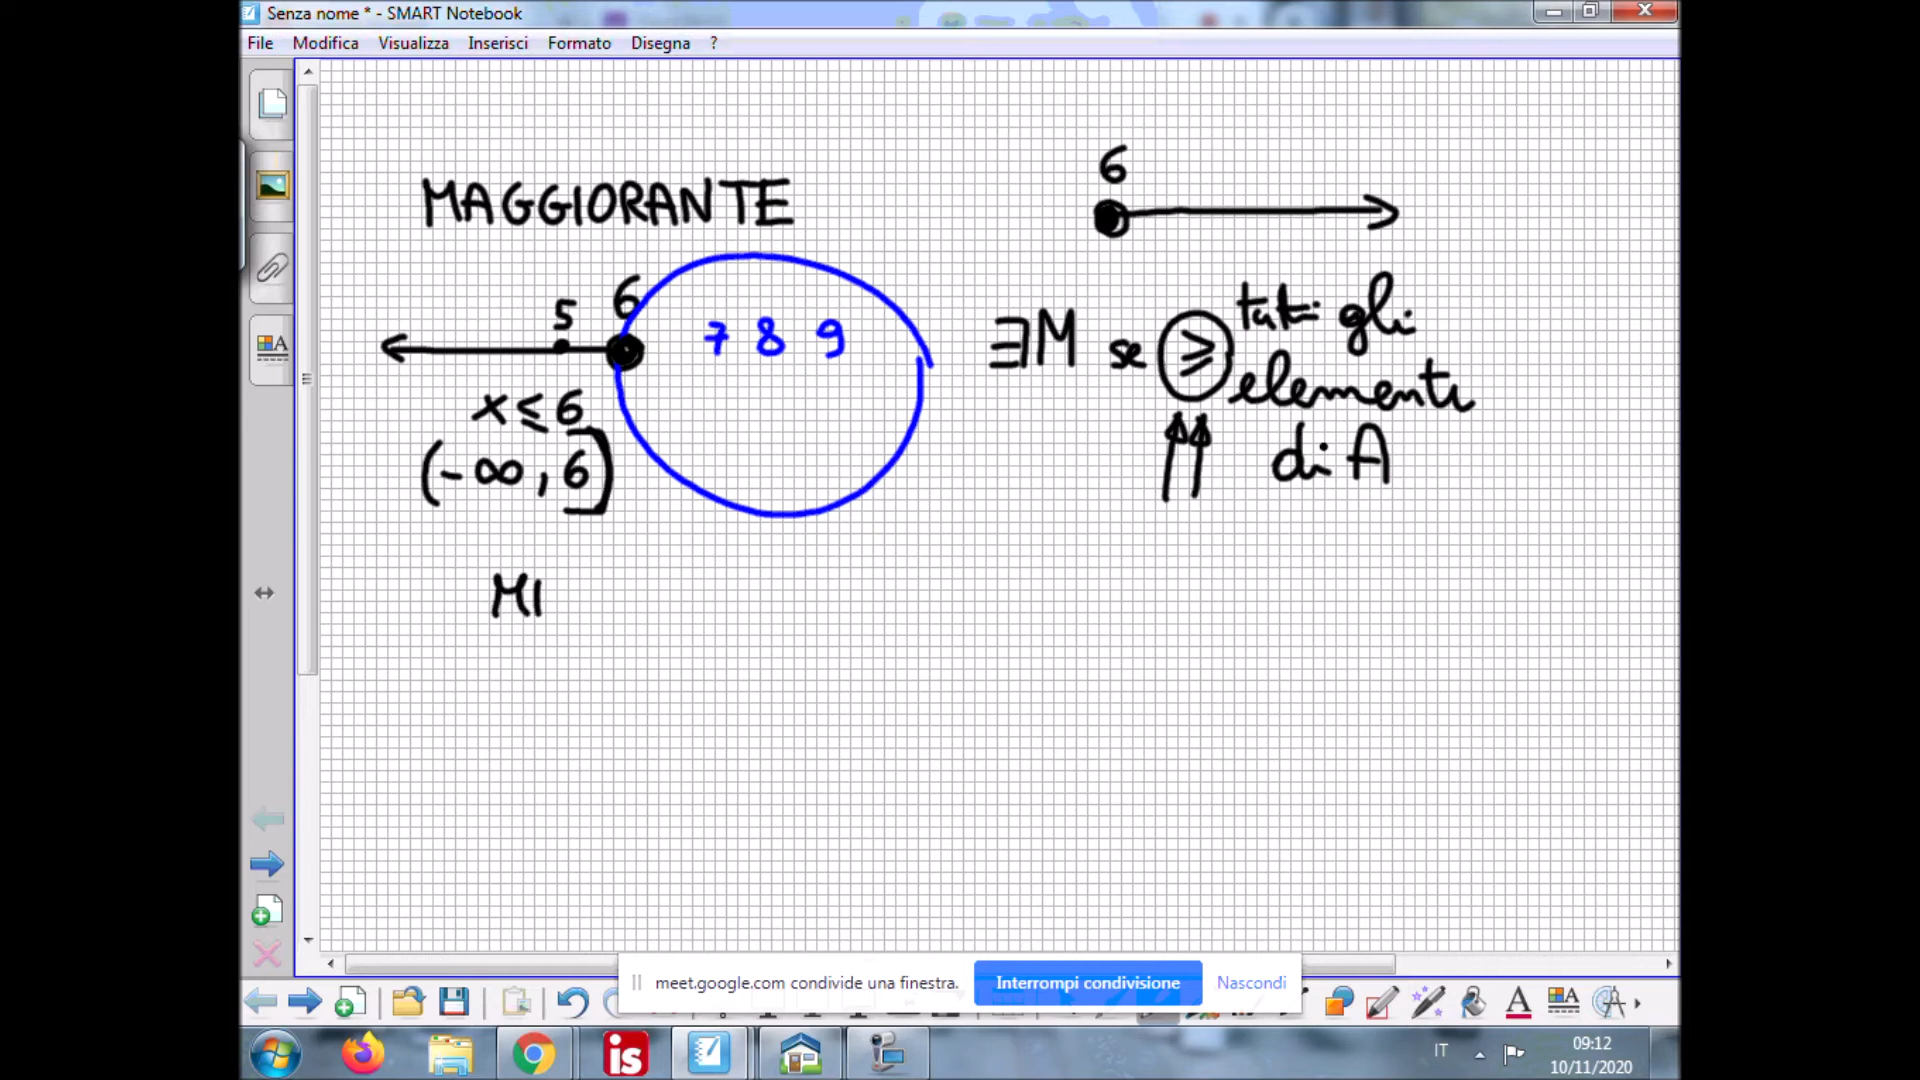 Senza nome * - SMART Notebook
File Modifica Visualizza Inserisci Formato Disegna ?
MAGGIORANTE
6
5 6
7 8 9
∃M se ≥ tutti gli
elementi
di A
x ≤ 6
(-∞, 6]
MI
meet.google.com condivide una finestra. Interrompi condivisione Nascondi
is
IT
09:12
10/11/2020